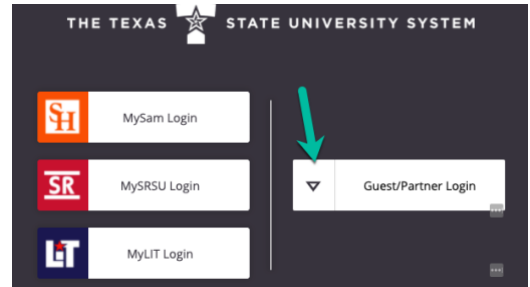 THE TEXAS STATE UNIVERSITY SYSTEM
SH MySam Login
SR MySRSU Login
LiT MyLIT Login
Guest/Partner Login